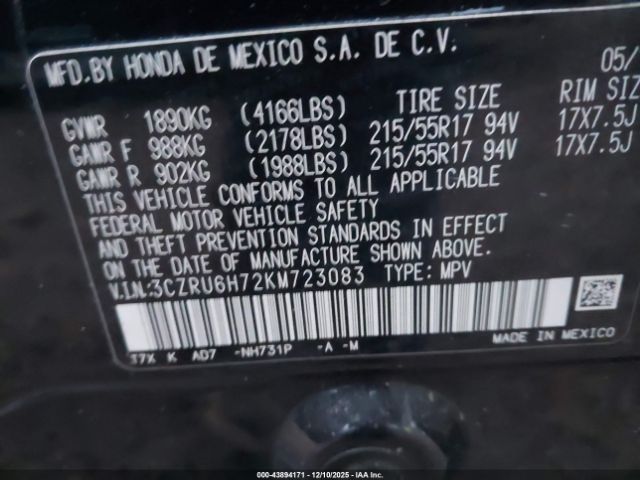 MFD.BY HONDA DE MEXICO S.A. DE C.V. 05/
GVWR 1890KG (4166LBS) TIRE SIZE RIM SIZ
GAWR F 988KG (2178LBS) 215/55R17 94V 17X7.5J
GAWR R 902KG (1988LBS) 215/55R17 94V 17X7.5J
THIS VEHICLE CONFORMS TO ALL APPLICABLE
FEDERAL MOTOR VEHICLE SAFETY
AND THEFT PREVENTION STANDARDS IN EFFECT
ON THE DATE OF MANUFACTURE SHOWN ABOVE.
V.I.N.:3CZRU6H72KM723083 TYPE: MPV
T7X K AD7 -NH731P -A -M MADE IN MEXICO
000-43894171 — 12/10/2025 — IAA Inc.